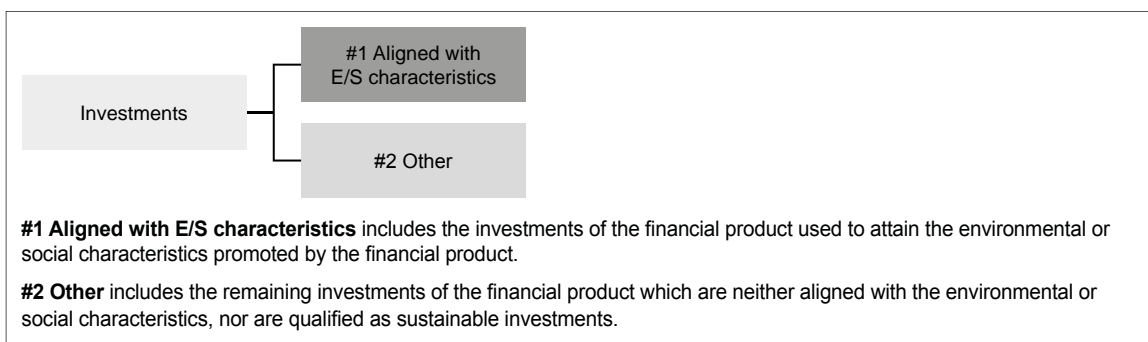 #1 Aligned with
E/S characteristics
Investments
#2 Other
#1 Aligned with E/S characteristics includes the investments of the financial product used to attain the environmental or
social characteristics promoted by the financial product.
#2 Other includes the remaining investments of the financial product which are neither aligned with the environmental or
social characteristics, nor are qualified as sustainable investments.